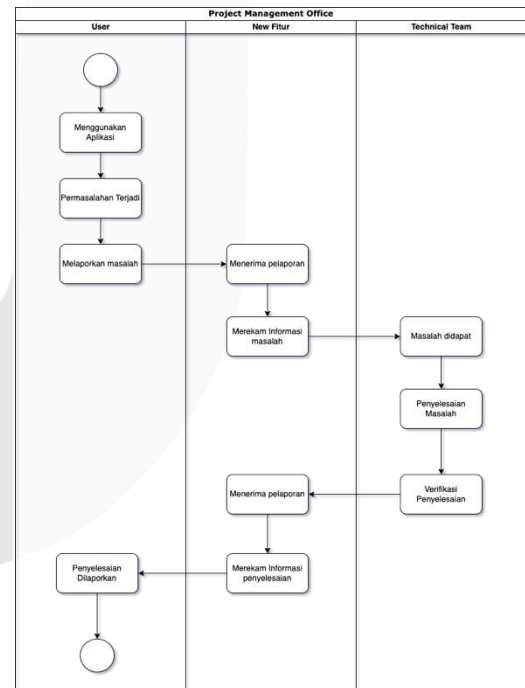 Project Management Office
User
New Fitur
Technical Team
Menggunakan
Aplikasi
Permasalahan Terjadi
Melaporkan masalah
Menerima pelaporan
Merekam Informasi
masalah
Masalah didapat
Penyelesaian
Masalah
Verifikasi
Penyelesaian
Menerima pelaporan
Merekam Informasi
penyelesaian
Penyelesaian
Dilaporkan